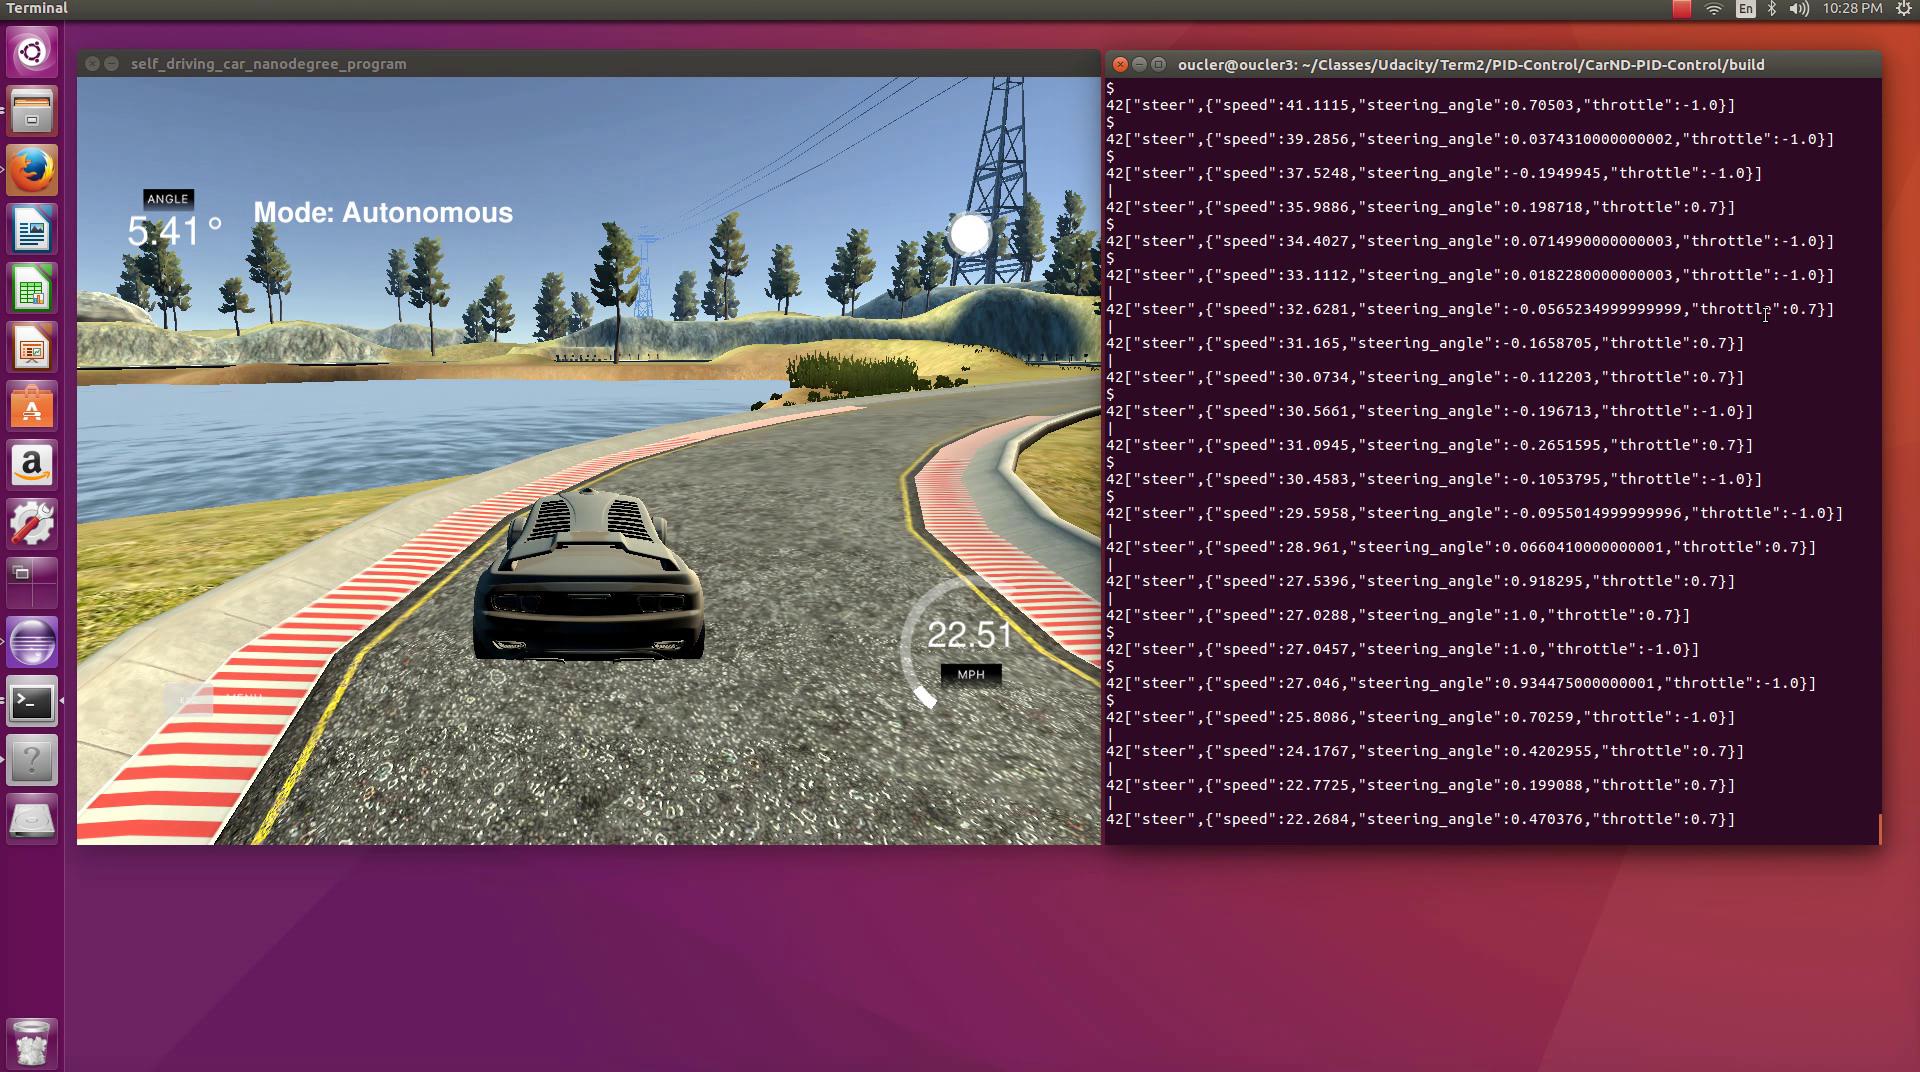 Terminal
En
10:28 PM
self_driving_car_nanodegree_program
ANGLE
5.41°
Mode: Autonomous
22.51
MPH
MENU
a
oucler@oucler3: ~/Classes/Udacity/Term2/PID-Control/CarND-PID-Control/build
$
42["steer",{"speed":41.1115,"steering_angle":0.70503,"throttle":-1.0}]
$
42["steer",{"speed":39.2856,"steering_angle":0.0374310000000002,"throttle":-1.0}]
$
42["steer",{"speed":37.5248,"steering_angle":-0.1949945,"throttle":-1.0}]
|
42["steer",{"speed":35.9886,"steering_angle":0.198718,"throttle":0.7}]
$
42["steer",{"speed":34.4027,"steering_angle":0.0714990000000003,"throttle":-1.0}]
$
42["steer",{"speed":33.1112,"steering_angle":0.0182280000000003,"throttle":-1.0}]
|
42["steer",{"speed":32.6281,"steering_angle":-0.0565234999999999,"throttle":0.7}]
|
42["steer",{"speed":31.165,"steering_angle":-0.1658705,"throttle":0.7}]
|
42["steer",{"speed":30.0734,"steering_angle":-0.112203,"throttle":0.7}]
$
42["steer",{"speed":30.5661,"steering_angle":-0.196713,"throttle":-1.0}]
|
42["steer",{"speed":31.0945,"steering_angle":-0.2651595,"throttle":0.7}]
$
42["steer",{"speed":30.4583,"steering_angle":-0.1053795,"throttle":-1.0}]
$
42["steer",{"speed":29.5958,"steering_angle":-0.0955014999999996,"throttle":-1.0}]
|
42["steer",{"speed":28.961,"steering_angle":0.0660410000000001,"throttle":0.7}]
|
42["steer",{"speed":27.5396,"steering_angle":0.918295,"throttle":0.7}]
|
42["steer",{"speed":27.0288,"steering_angle":1.0,"throttle":0.7}]
$
42["steer",{"speed":27.0457,"steering_angle":1.0,"throttle":-1.0}]
$
42["steer",{"speed":27.046,"steering_angle":0.934475000000001,"throttle":-1.0}]
$
42["steer",{"speed":25.8086,"steering_angle":0.70259,"throttle":-1.0}]
|
42["steer",{"speed":24.1767,"steering_angle":0.4202955,"throttle":0.7}]
|
42["steer",{"speed":22.7725,"steering_angle":0.199088,"throttle":0.7}]
|
42["steer",{"speed":22.2684,"steering_angle":0.470376,"throttle":0.7}]